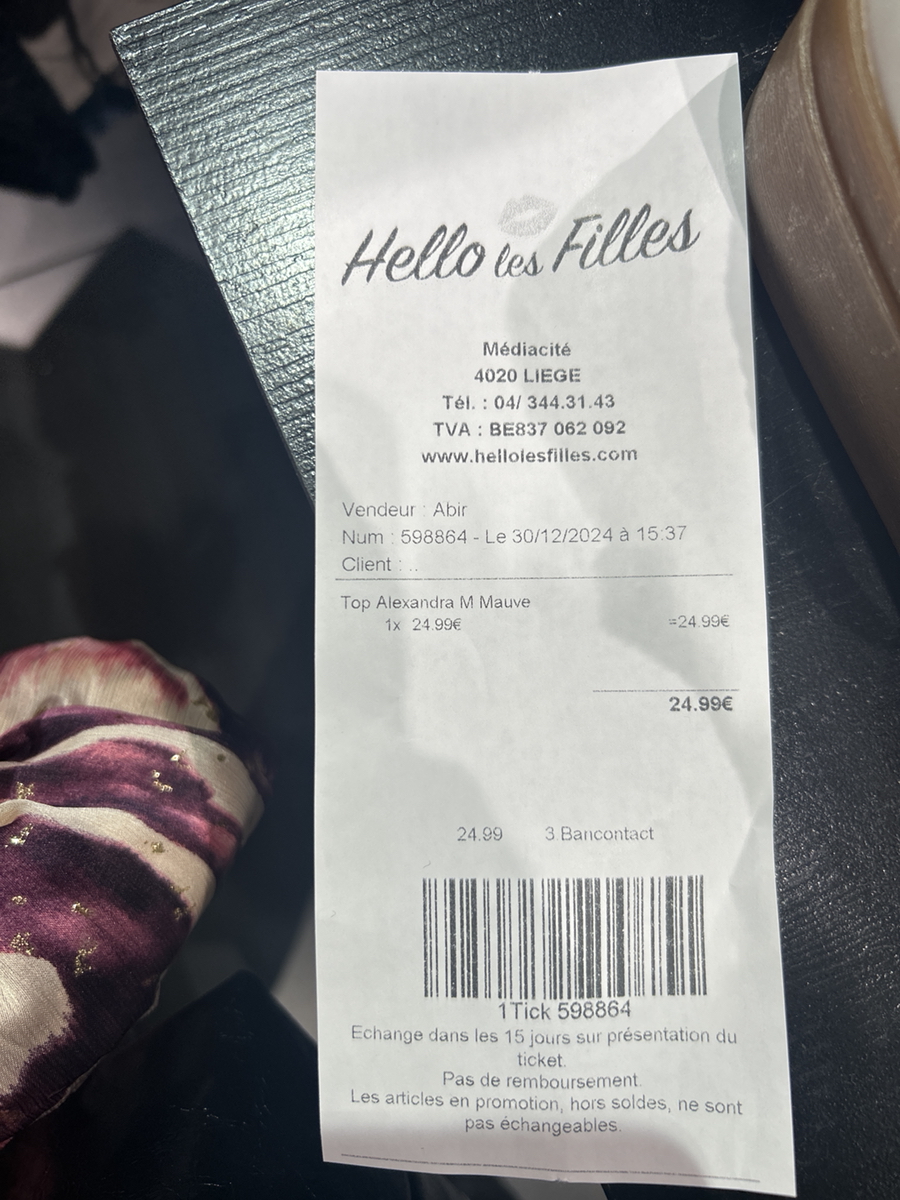 Hello les Filles
Médiacité
4020 LIEGE
Tél. : 04/ 344.31.43
TVA : BE837 062 092
www.hellolesfilles.com
Vendeur : Abir
Num : 598864 - Le 30/12/2024 à 15:37
Client : ..
Top Alexandra M Mauve
1x 24.99€ =24.99€
24.99€
24.99 3 Bancontact
1Tick 598864
Echange dans les 15 jours sur présentation du
ticket.
Pas de remboursement.
Les articles en promotion, hors soldes, ne sont
pas échangeables.